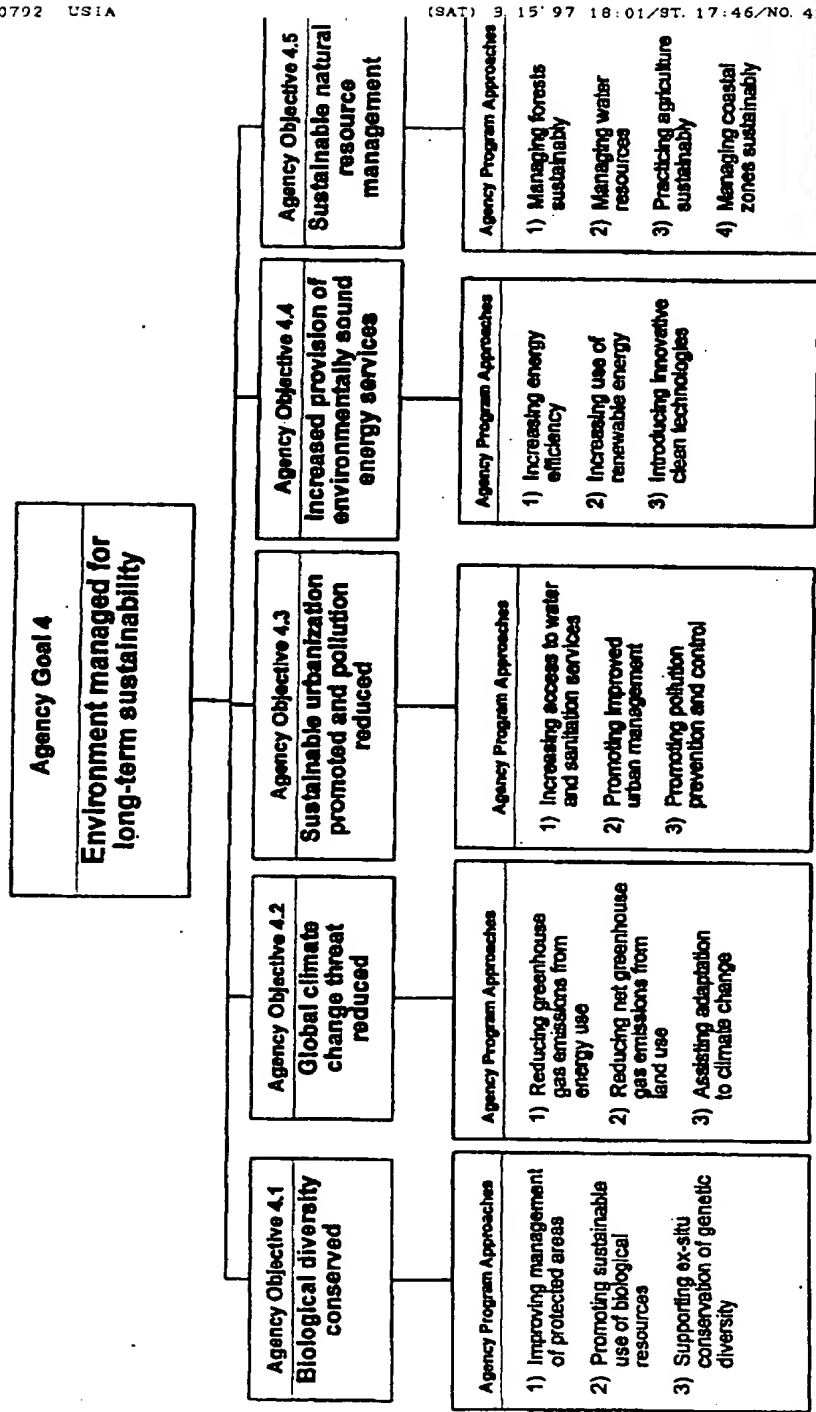 0792 USIA
(SAT) 3. 15' 97 18:01/ST. 17:46/NO. 4
Agency Goal 4
Environment managed for
long-term sustainability
Agency Objective 4.1
Biological diversity
conserved
Agency Program Approaches
1) Improving management
of protected areas
2) Promoting sustainable
use of biological
resources
3) Supporting ex-situ
conservation of genetic
diversity
Agency Objective 4.2
Global climate
change threat
reduced
Agency Program Approaches
1) Reducing greenhouse
gas emissions from
energy use
2) Reducing net greenhouse
gas emissions from
land use
3) Assisting adaptation
to climate change
Agency Objective 4.3
Sustainable urbanization
promoted and pollution
reduced
Agency Program Approaches
1) Increasing access to water
and sanitation services
2) Promoting improved
urban management
3) Promoting pollution
prevention and control
Agency Objective 4.4
Increased provision of
environmentally sound
energy services
Agency Program Approaches
1) Increasing energy
efficiency
2) Increasing use of
renewable energy
3) Introducing innovative
clean technologies
Agency Objective 4.5
Sustainable natural
resource
management
Agency Program Approaches
1) Managing forests
sustainably
2) Managing water
resources
3) Practicing agriculture
sustainably
4) Managing coastal
zones sustainably